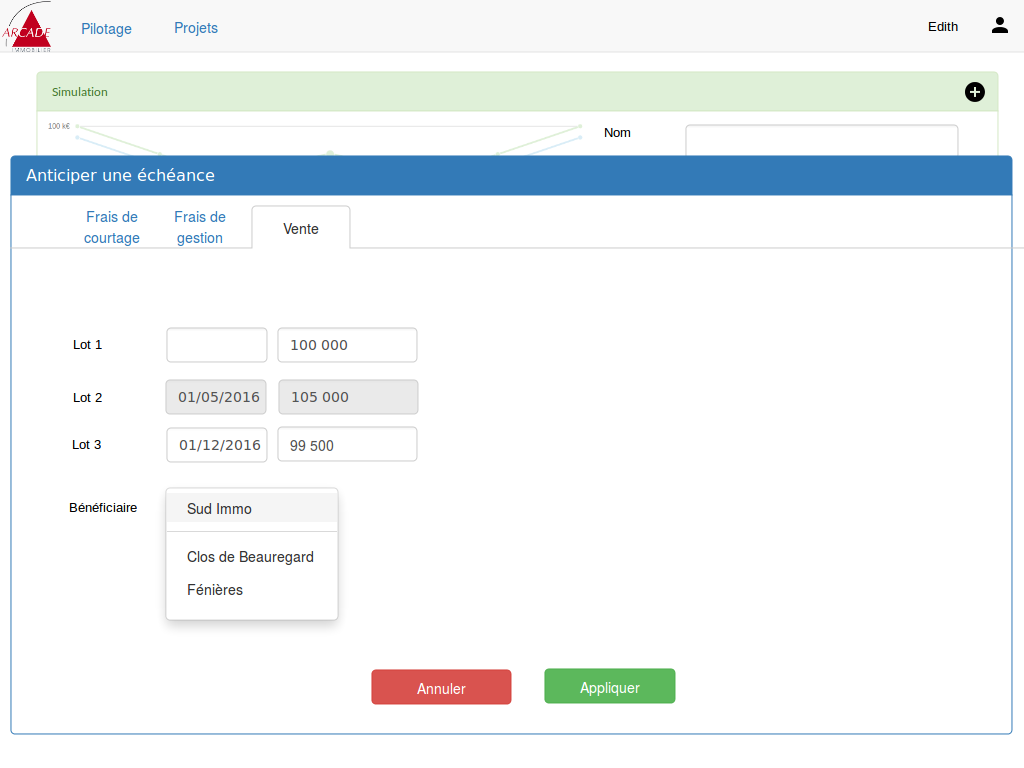 ARCADE
IMMOBILIER
Pilotage
Projets
Edith
Simulation
100 k€
Nom
Anticiper une échéance
Frais de
courtage
Frais de
gestion
Vente
Lot 1
100 000
Lot 2
01/05/2016
105 000
Lot 3
01/12/2016
99 500
Bénéficiaire
Sud Immo
Clos de Beauregard
Fénières
Annuler
Appliquer